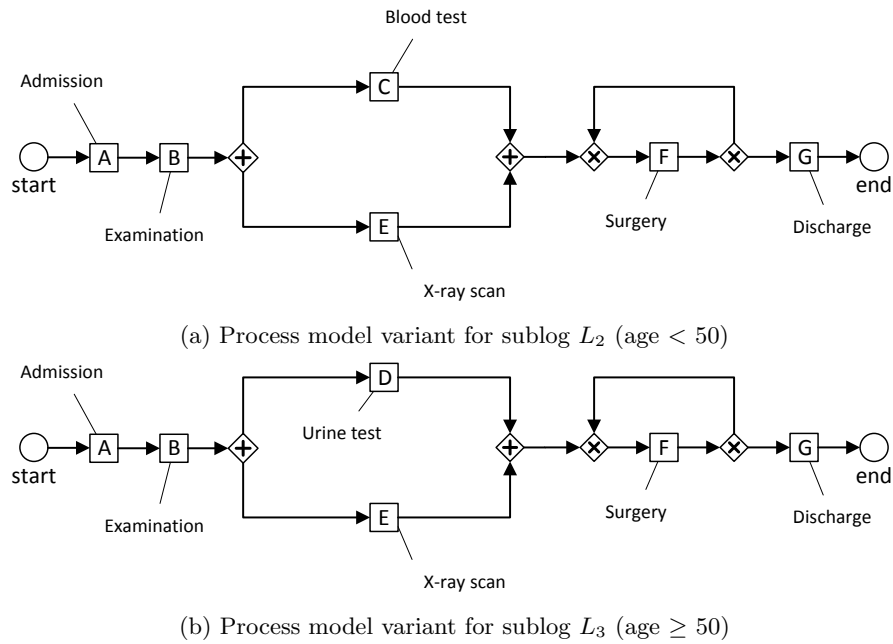 Blood test
Admission
C
A
B
F
G
start
end
Examination
E
Surgery
Discharge
X-ray scan
(a) Process model variant for sublog L₂ (age < 50)
Admission
D
Urine test
A
B
F
G
start
end
Examination
E
Surgery
Discharge
X-ray scan
(b) Process model variant for sublog L₃ (age ≥ 50)